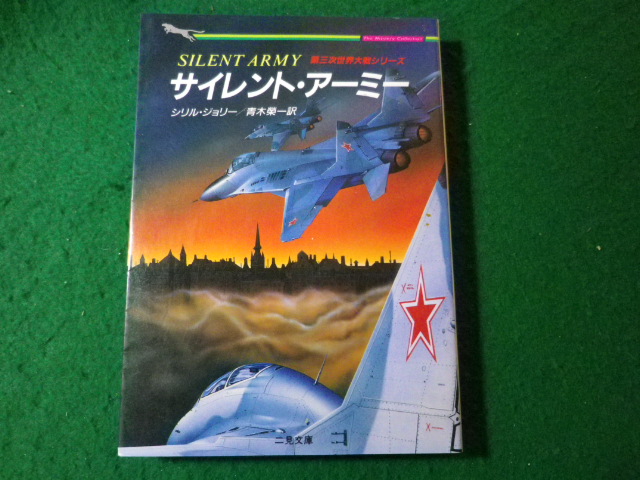 The Mystery Collection
SILENT ARMY 第三次世界大戦シリーズ
サイレント・アーミー
シリル・ジョリー／青木榮一訳
二見文庫